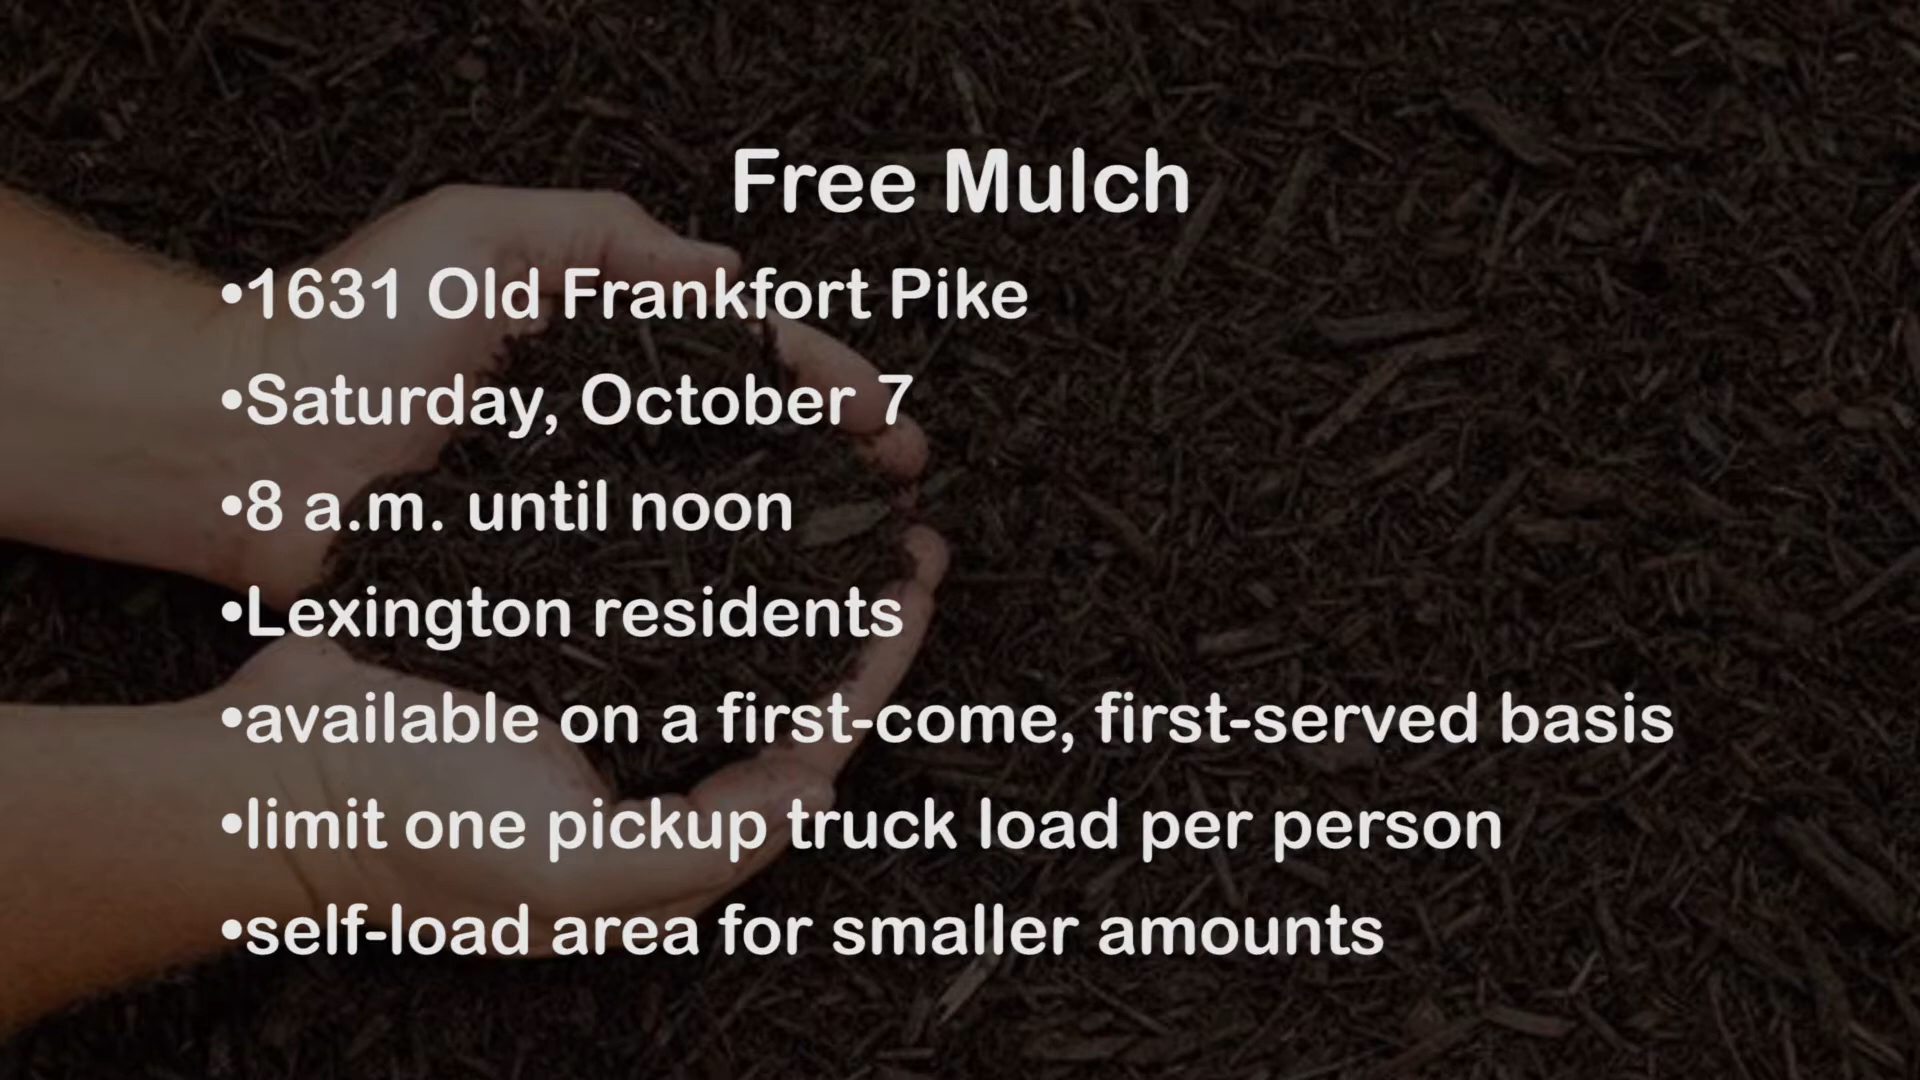 Free Mulch
•1631 Old Frankfort Pike
•Saturday, October 7
•8 a.m. until noon
•Lexington residents
•available on a first-come, first-served basis
•limit one pickup truck load per person
•self-load area for smaller amounts